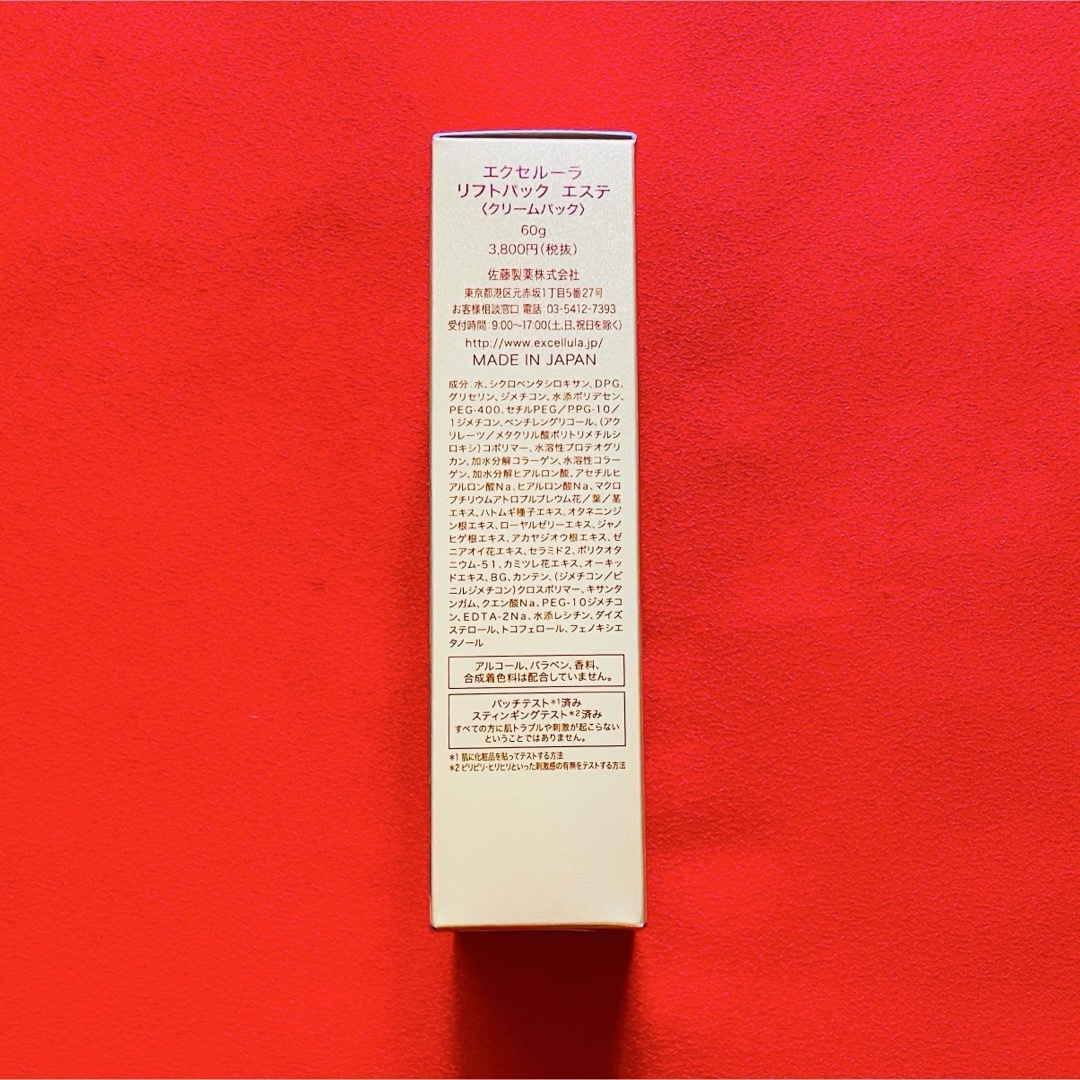 エクセルーラ
リフトパック エステ
〈クリームパック〉
60g
3,800円(税抜)
佐藤製薬株式会社
東京都港区元赤坂1丁目5番27号
お客様相談窓口 電話:03-5412-7393
受付時間:9:00〜17:00(土、日、祝日を除く)
http://www.excellula.jp/
MADE IN JAPAN
成分:水、シクロペンタシロキサン、DPG、
グリセリン、ジメチコン、水添ポリデセン、
PEG-400、セチルPEG/PPG-10/
1ジメチコン、ペンチレングリコール、(アク
リレーツ/メタクリル酸ポリトリメチルシ
ロキシ)コポリマー、水溶性プロテオグリ
カン、加水分解コラーゲン、水溶性コラー
ゲン、加水分解ヒアルロン酸、アセチルヒ
アルロン酸Na、ヒアルロン酸Na、マクロ
プチリウムアトロプルプレウム花/葉/茎
エキス、ハトムギ種子エキス、オタネニンジ
ン根エキス、ローヤルゼリーエキス、ジャノ
ヒゲ根エキス、アカヤジオウ根エキス、ゼ
ニアオイ花エキス、セラミド2、ポリクオタ
ニウム-51、カミツレ花エキス、オーキッ
ドエキス、BG、カンテン、(ジメチコン/ビ
ニルジメチコン)クロスポリマー、キサンタ
ンガム、クエン酸Na、PEG-10ジメチコ
ン、EDTA-2Na、水添レシチン、ダイズ
ステロール、トコフェロール、フェノキシエ
タノール
アルコール、パラベン、香料、
合成着色料は配合していません。
パッチテスト*1済み
スティンギングテスト*2済み
すべての方に肌トラブルや刺激が起こらない
ということではありません。
*1 肌に化粧品を貼ってテストする方法
*2 ピリピリ・ヒリヒリといった刺激感の有無をテストする方法